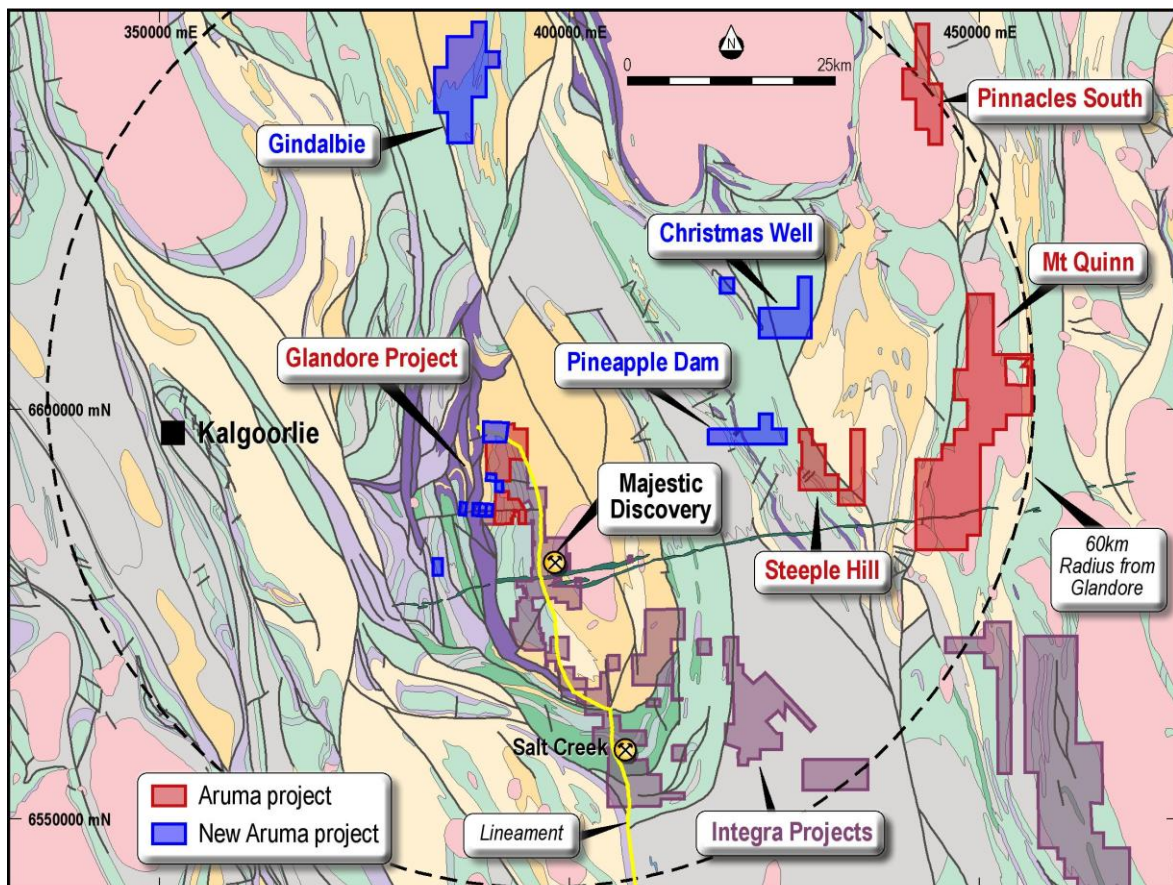 350000 mE
400000 mE
450000 mE
N
25km
0
Pinnacles South
Gindalbie
Christmas Well
Mt Quinn
Glandore Project
Pineapple Dam
6600000 mN
Kalgoorlie
Majestic
Discovery
Steeple Hill
60km
Radius from
Glandore
Salt Creek
Aruma project
New Aruma project
6550000 mN
Lineament
Integra Projects